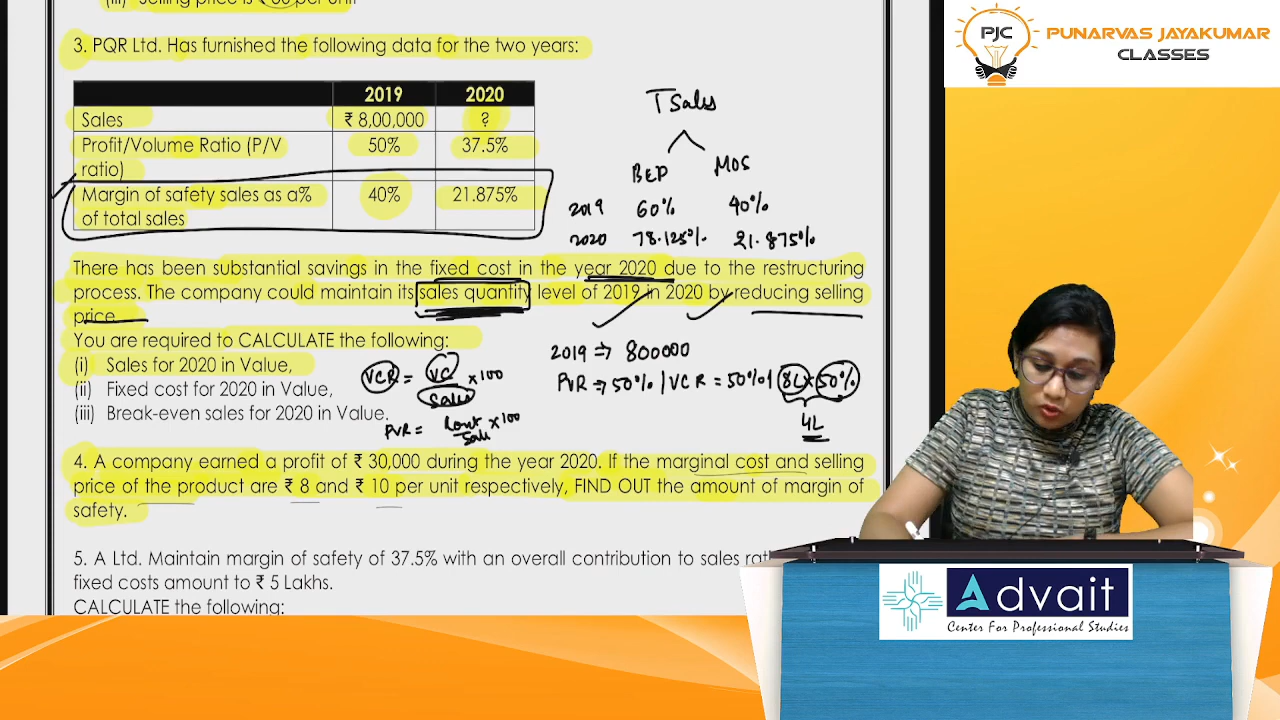 (iii) Selling price is ₹ 80 per unit
3. PQR Ltd. Has furnished the following data for the two years:
2019 2020
Sales ₹ 8,00,000 ?
Profit/Volume Ratio (P/V 50% 37.5%
ratio)
Margin of safety sales as a% 40% 21.875%
of total sales
T Sales
BEP MOS
2019 60% 40%
2020 78.125% 21.875%
There has been substantial savings in the fixed cost in the year 2020 due to the restructuring
process. The company could maintain its sales quantity level of 2019 in 2020 by reducing selling
price.
You are required to CALCULATE the following:
(i) Sales for 2020 in Value,
(ii) Fixed cost for 2020 in Value,
(iii) Break-even sales for 2020 in Value.
VCR = VC/Sales × 100
PVR = Cont/Sales × 100
2019 ⇒ 800000
PVR ⇒ 50% / VCR = 50% / 8L × 50%
4L
4. A company earned a profit of ₹ 30,000 during the year 2020. If the marginal cost and selling
price of the product are ₹ 8 and ₹ 10 per unit respectively, FIND OUT the amount of margin of
safety.
5. A Ltd. Maintain margin of safety of 37.5% with an overall contribution to sales
fixed costs amount to ₹ 5 Lakhs.
CALCULATE the following:
PJC
PUNARVAS JAYAKUMAR
CLASSES
Advait
Center For Professional Studies